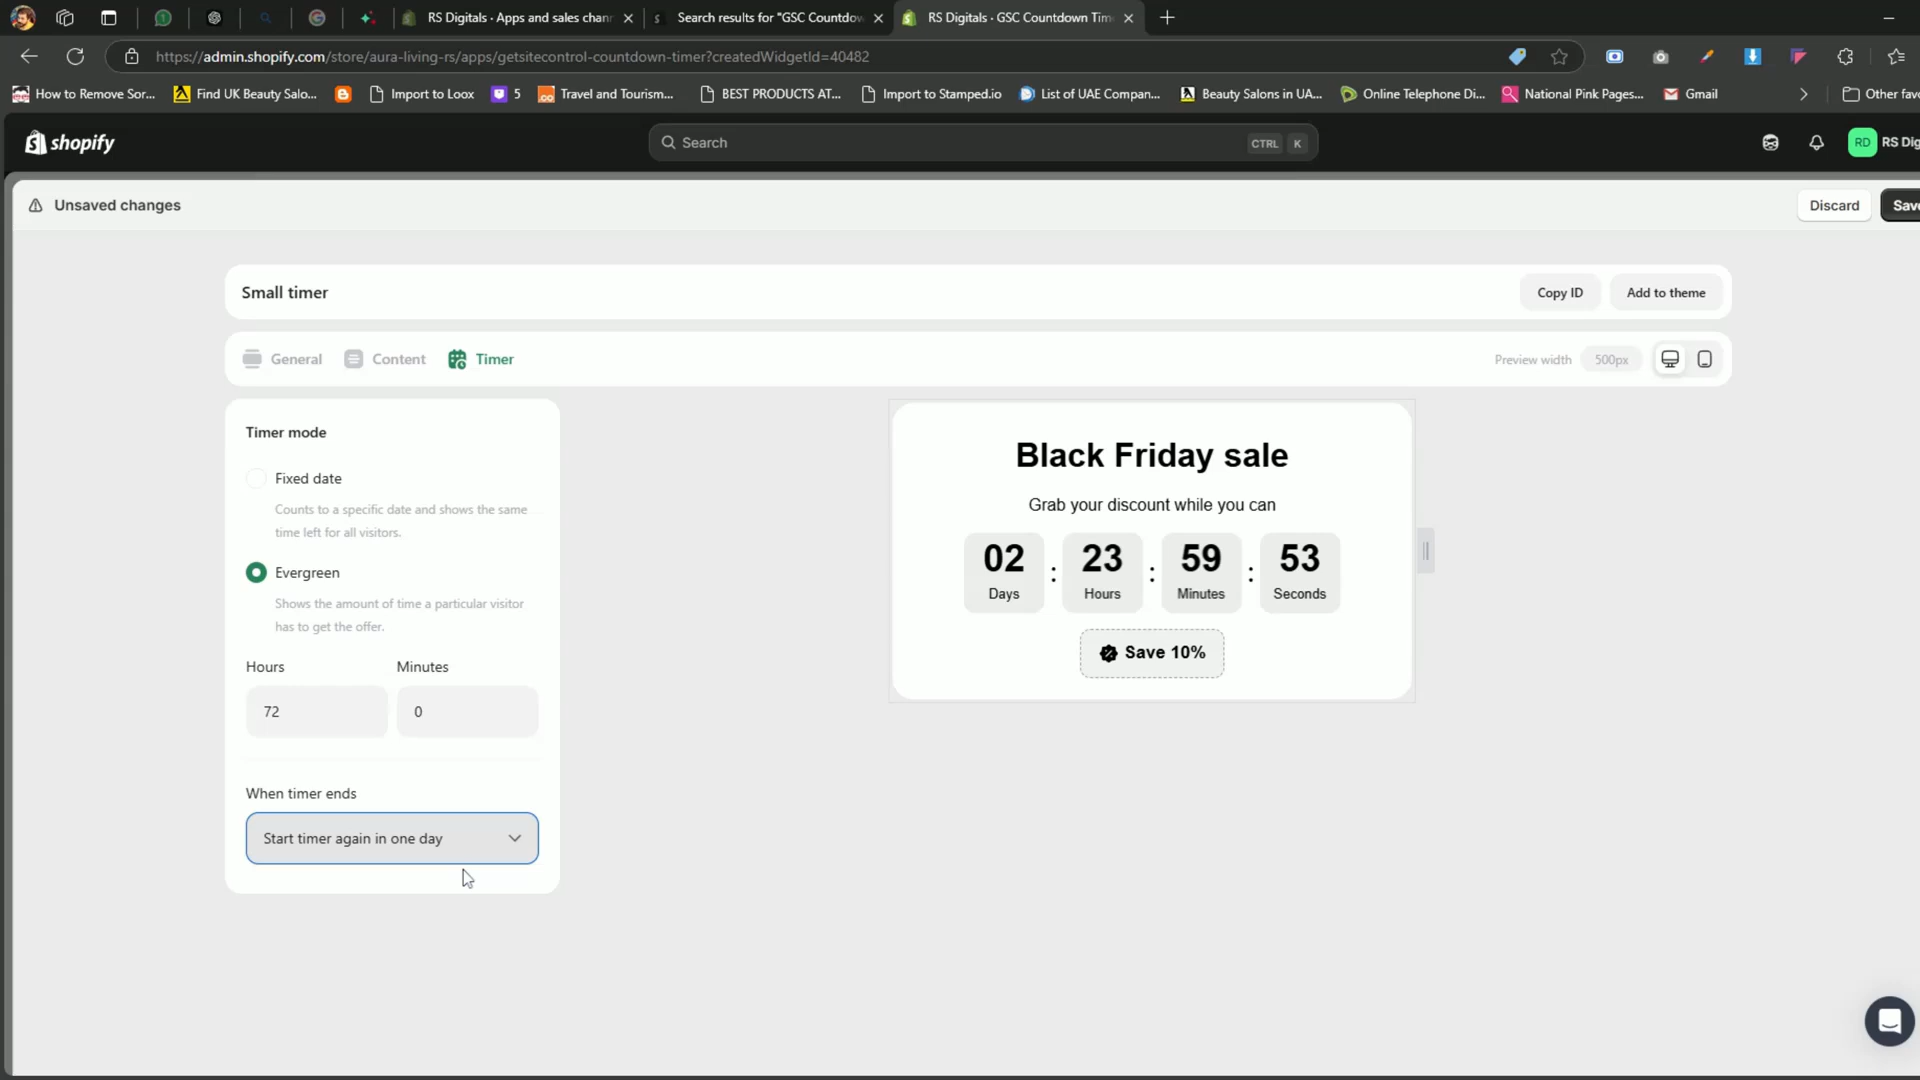 RS Digitals · Apps and sales chann
Search results for "GSC Countdow
RS Digitals · GSC Countdown Tim
https://admin.shopify.com/store/aura-living-rs/apps/getsitecontrol-countdown-timer?createdWidgetId=40482
How to Remove Sor...
Find UK Beauty Salo...
Import to Loox
5
Travel and Tourism...
BEST PRODUCTS AT...
Import to Stamped.io
List of UAE Compan...
Beauty Salons in UA...
Online Telephone Di...
National Pink Pages...
Gmail
Other favo
shopify
Search
CTRL K
RD
RS Dig
Unsaved changes
Discard
Save
Small timer
Copy ID
Add to theme
General
Content
Timer
Preview width
500px
Timer mode
Fixed date
Counts to a specific date and shows the same
time left for all visitors.
Evergreen
Shows the amount of time a particular visitor
has to get the offer.
Hours
Minutes
72
0
When timer ends
Start timer again in one day
Black Friday sale
Grab your discount while you can
02 : 23 : 59 : 53
Days Hours Minutes Seconds
Save 10%